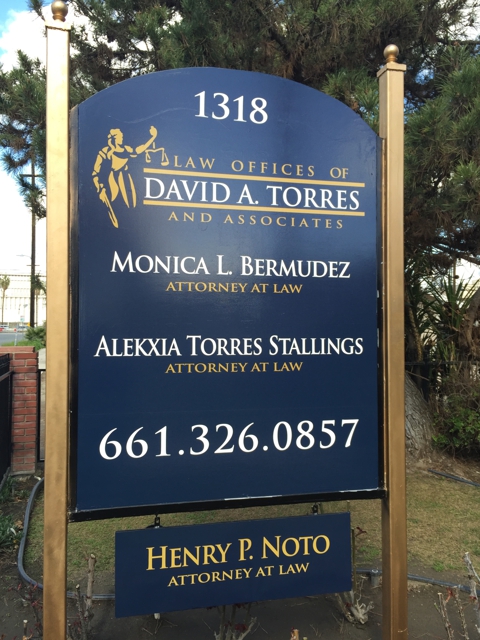 1318
LAW OFFICES OF
DAVID A. TORRES
AND ASSOCIATES
MONICA L. BERMUDEZ
ATTORNEY AT LAW
ALEKXIA TORRES STALLINGS
ATTORNEY AT LAW
661.326.0857
HENRY P. NOTO
ATTORNEY AT LAW